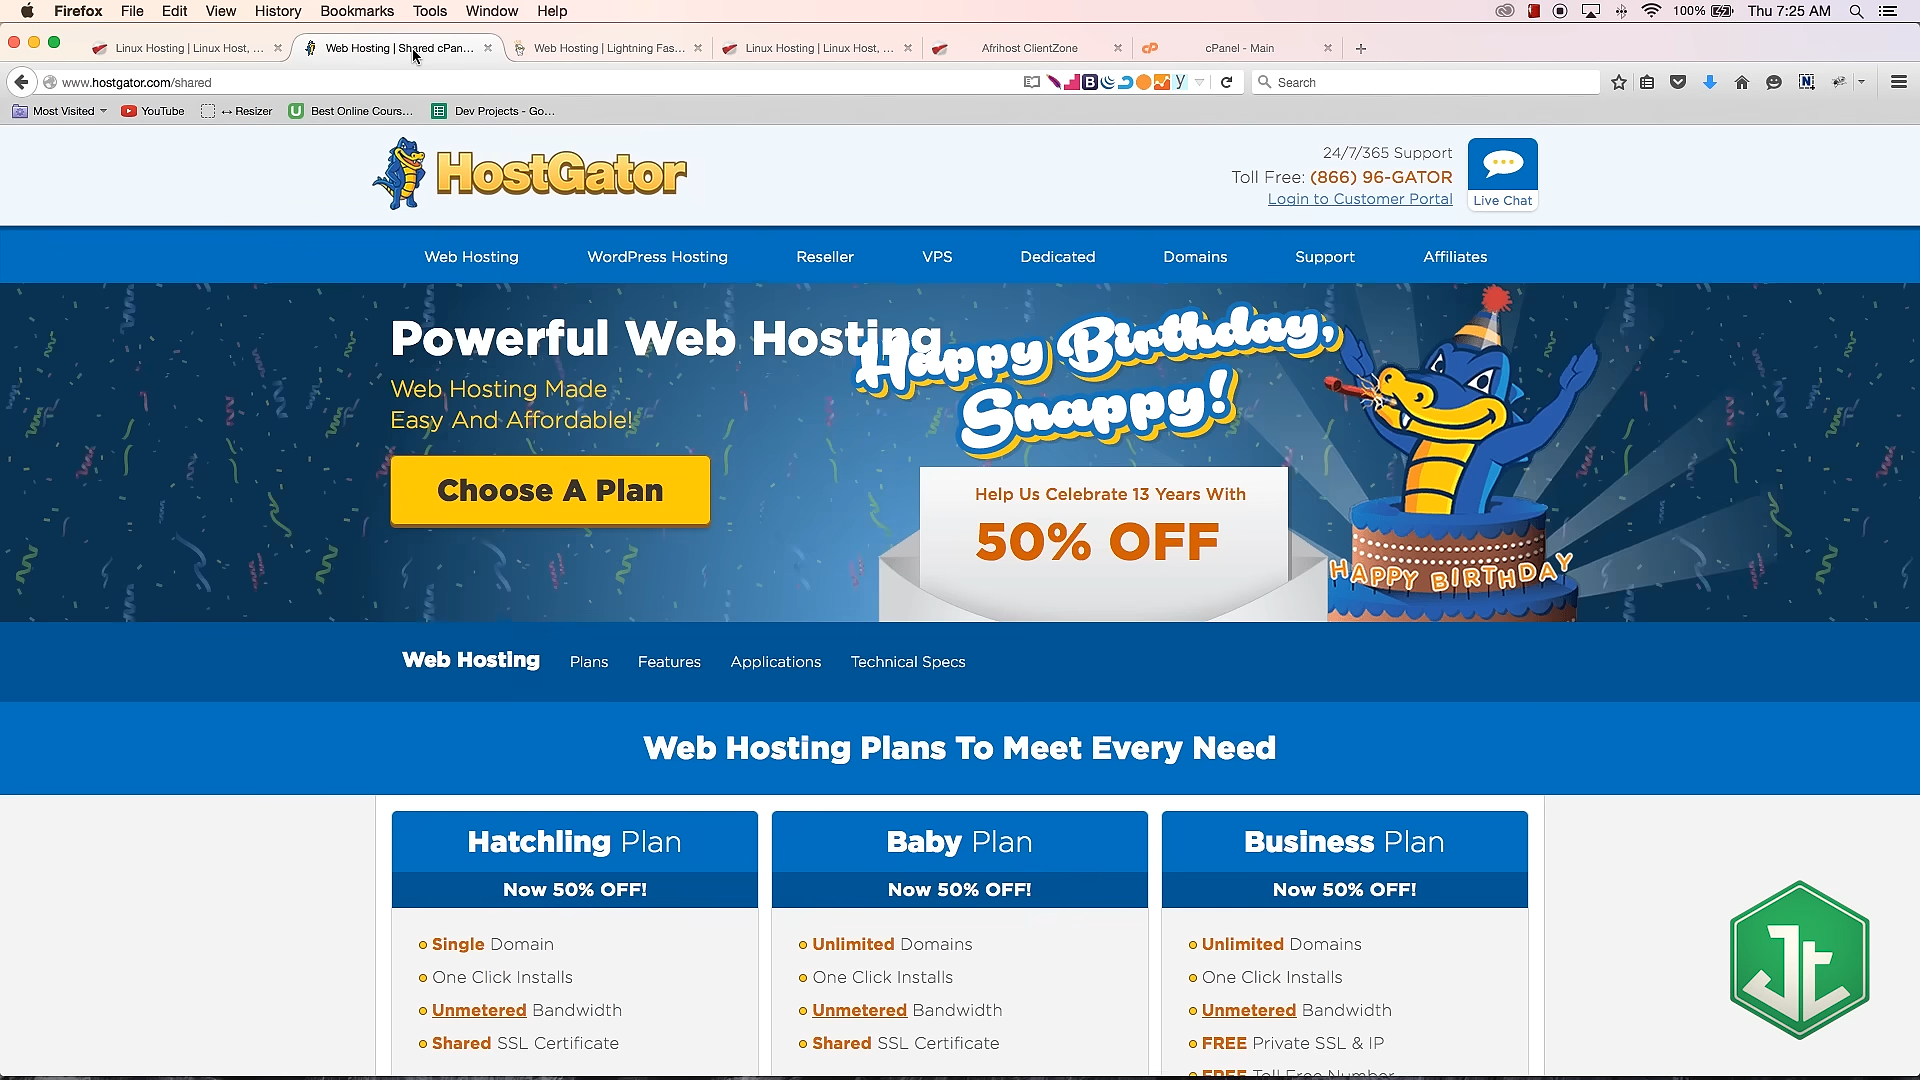 Firefox File Edit View History Bookmarks Tools Window Help 100% Thu 7:25 AM
Linux Hosting | Linux Host, ... Web Hosting | Shared cPan... Web Hosting | Lightning Fas... Linux Hosting | Linux Host, ... Afrihost ClientZone cPanel - Main
www.hostgator.com/shared Search
Most Visited YouTube Resizer Best Online Cours... Dev Projects - Go...
HostGator
24/7/365 Support
Toll Free: (866) 96-GATOR
Login to Customer Portal
Live Chat
Web Hosting WordPress Hosting Reseller VPS Dedicated Domains Support Affiliates
Powerful Web Hosting
Web Hosting Made
Easy And Affordable!
Choose A Plan
Happy Birthday,
Snappy!
Help Us Celebrate 13 Years With
50% OFF
HAPPY BIRTHDAY
Web Hosting Plans Features Applications Technical Specs
Web Hosting Plans To Meet Every Need
Hatchling Plan
Now 50% OFF!
Single Domain
One Click Installs
Unmetered Bandwidth
Shared SSL Certificate
Baby Plan
Now 50% OFF!
Unlimited Domains
One Click Installs
Unmetered Bandwidth
Shared SSL Certificate
Business Plan
Now 50% OFF!
Unlimited Domains
One Click Installs
Unmetered Bandwidth
FREE Private SSL & IP
FREE Toll Free Number
Jt